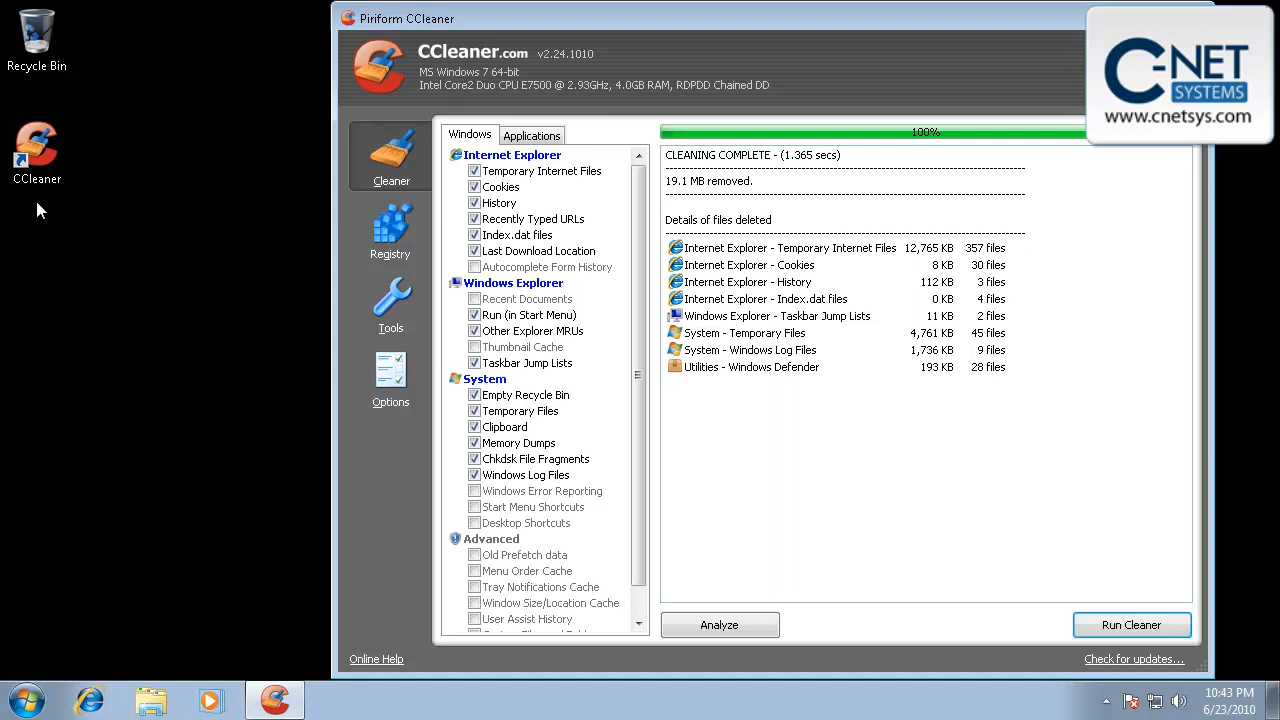 Recycle Bin
CCleaner
Piriform CCleaner
CCleaner.com v2.24.1010
MS Windows 7 64-bit
Intel Core2 Duo CPU E7500 @ 2.93GHz, 4.0GB RAM, RDPDD Chained DD
C-NET
SYSTEMS
www.cnetsys.com
Cleaner
Registry
Tools
Options
Windows
Applications
Internet Explorer
Temporary Internet Files
Cookies
History
Recently Typed URLs
Index.dat files
Last Download Location
Autocomplete Form History
Windows Explorer
Recent Documents
Run (in Start Menu)
Other Explorer MRUs
Thumbnail Cache
Taskbar Jump Lists
System
Empty Recycle Bin
Temporary Files
Clipboard
Memory Dumps
Chkdsk File Fragments
Windows Log Files
Windows Error Reporting
Start Menu Shortcuts
Desktop Shortcuts
Advanced
Old Prefetch data
Menu Order Cache
Tray Notifications Cache
Window Size/Location Cache
User Assist History
100%
CLEANING COMPLETE - (1.365 secs)
19.1 MB removed.
Details of files deleted
Internet Explorer - Temporary Internet Files 12,765 KB 357 files
Internet Explorer - Cookies 8 KB 30 files
Internet Explorer - History 112 KB 3 files
Internet Explorer - Index.dat files 0 KB 4 files
Windows Explorer - Taskbar Jump Lists 11 KB 2 files
System - Temporary Files 4,761 KB 45 files
System - Windows Log Files 1,736 KB 9 files
Utilities - Windows Defender 193 KB 28 files
Analyze
Run Cleaner
Online Help
Check for updates...
10:43 PM
6/23/2010